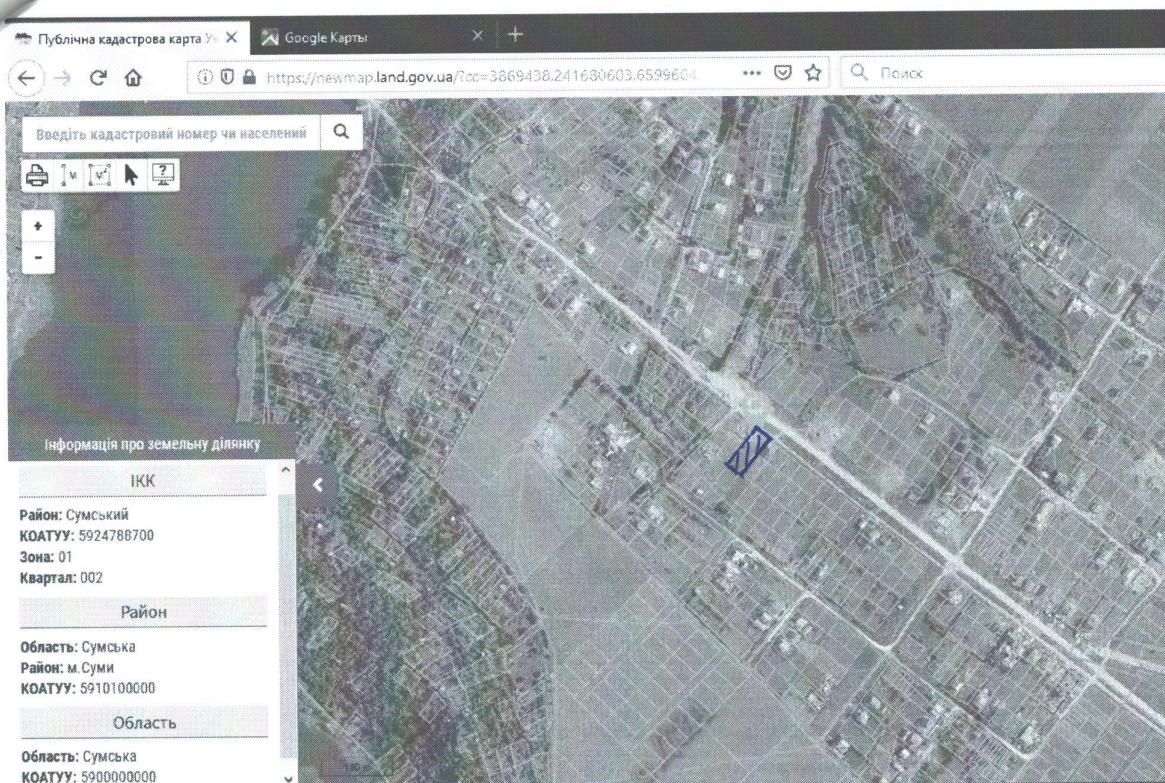 Публічна кадастрова карта Ук
Google Карты
https://newmap.land.gov.ua/?cc=3869438.241680603,6599604.
Поиск
Введіть кадастровий номер чи населений
Інформація про земельну ділянку
ІКК
Район: Сумський
КОАТУУ: 5924788700
Зона: 01
Квартал: 002
Район
Область: Сумська
Район: м.Суми
КОАТУУ: 5910100000
Область
Область: Сумська
КОАТУУ: 5900000000